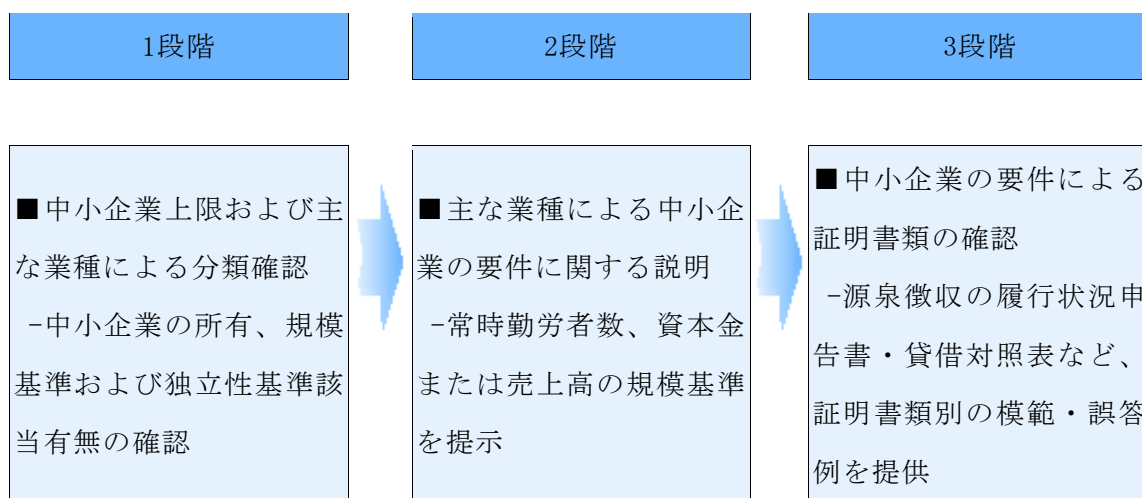 1段階
2段階
3段階
■中小企業上限および主
な業種による分類確認
-中小企業の所有、規模
基準および独立性基準該
当有無の確認
■主な業種による中小企
業の要件に関する説明
-常時勤労者数、資本金
または売上高の規模基準
を提示
■中小企業の要件による
証明書類の確認
-源泉徴収の履行状況申
告書・貸借対照表など、
証明書類別の模範・誤答
例を提供